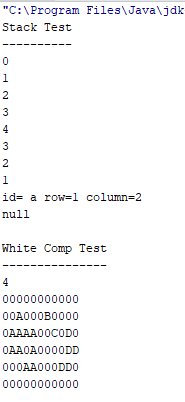 "C:\Program Files\Java\jdk
Stack Test
----------
0
1
2
3
4
3
2
1
id= a row=1 column=2
null
White Comp Test
---------------
4
00000000000
00A000B0000
0AAAA00C0D0
0AA0A0000DD
000AA000DD0
00000000000